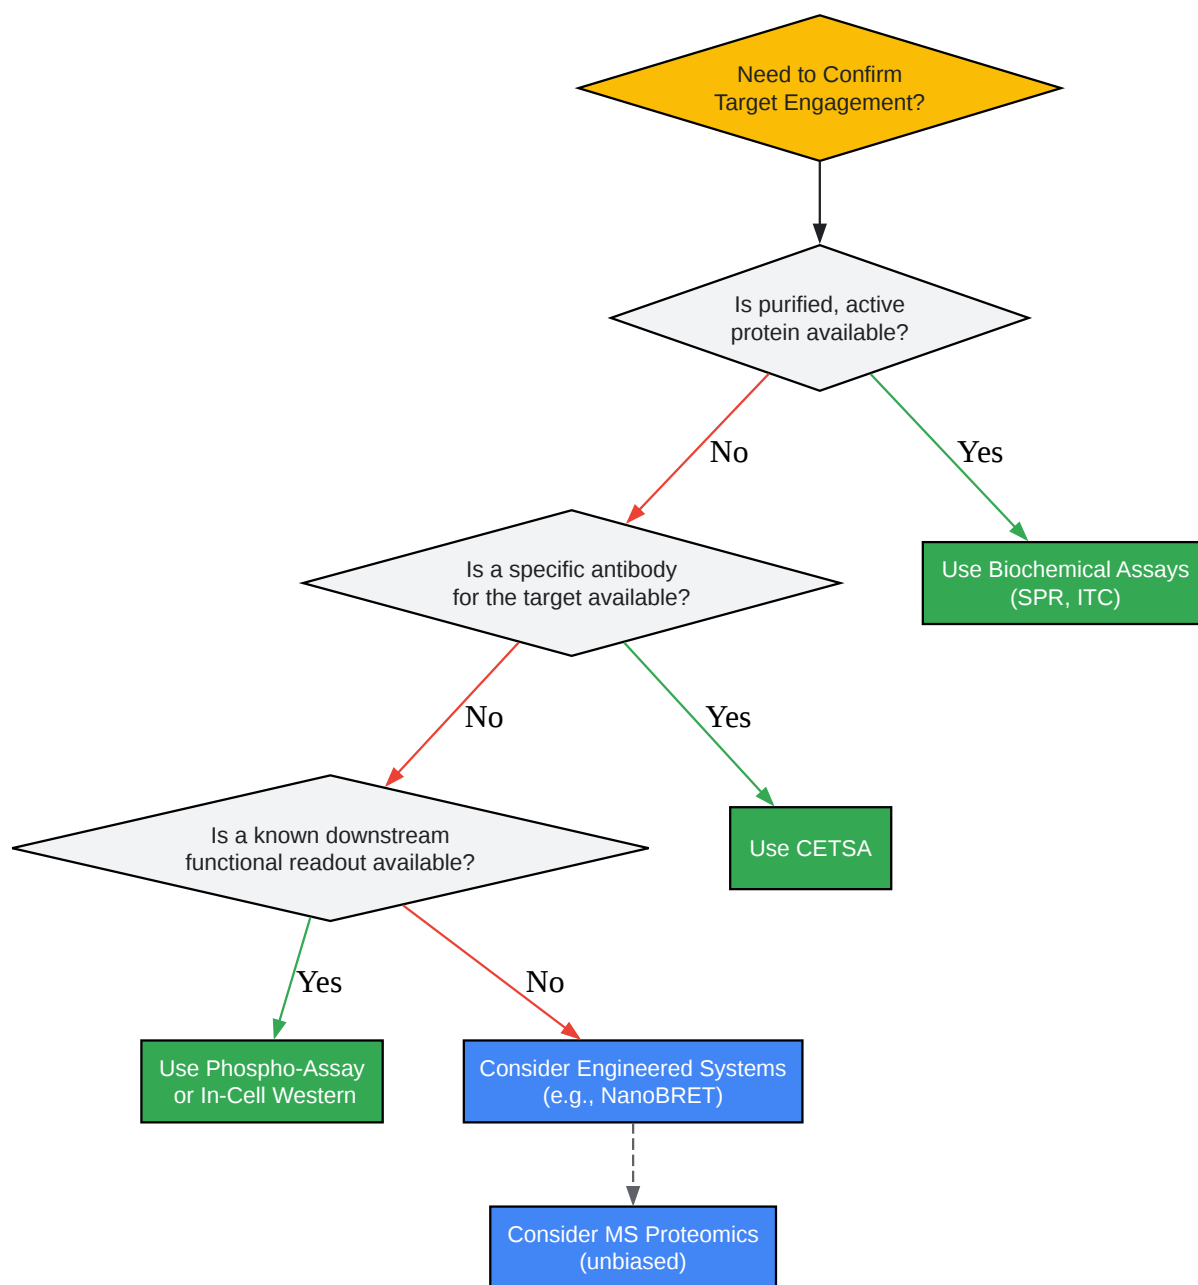 Need to Confirm
Target Engagement?
Is purified, active
protein available?
No
Yes
Is a specific antibody
for the target available?
Use Biochemical Assays
(SPR, ITC)
No
Yes
Is a known downstream
functional readout available?
Use CETSA
Yes
No
Use Phospho-Assay
or In-Cell Western
Consider Engineered Systems
(e.g., NanoBRET)
Consider MS Proteomics
(unbiased)